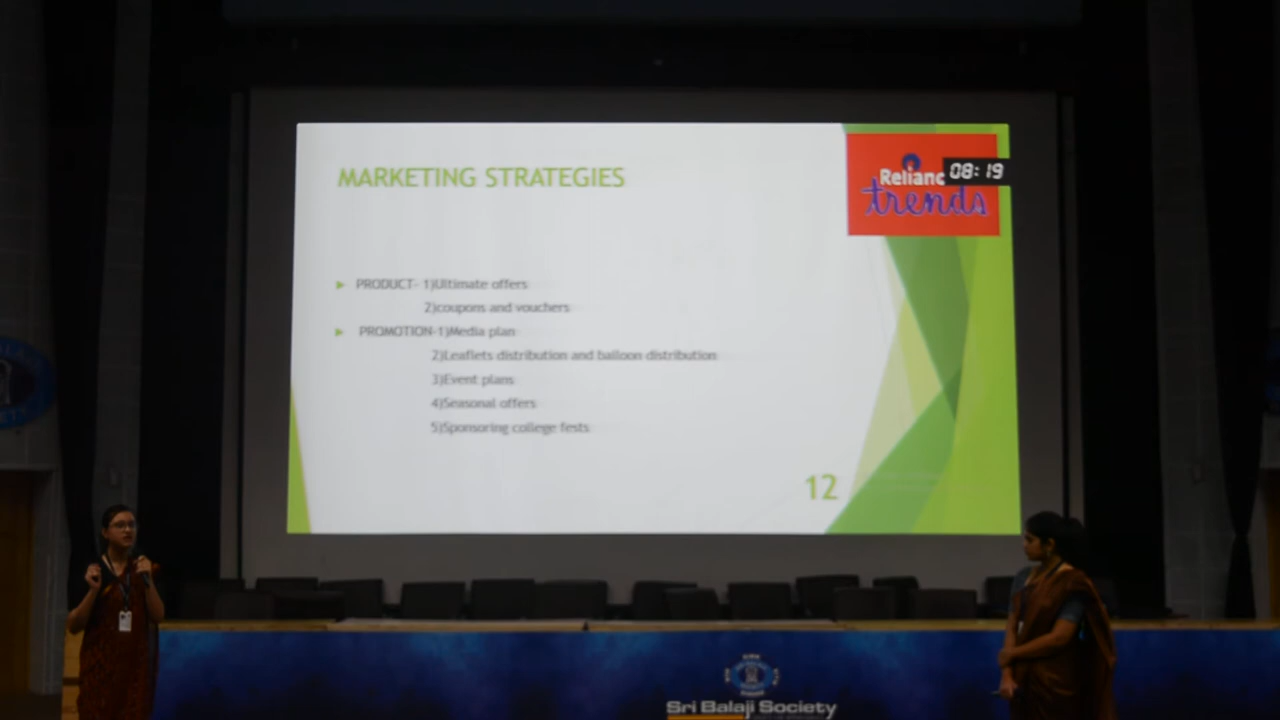 MARKETING STRATEGIES
Relianc
08:19
trends
PRODUCT- 1)Ultimate offers
2)coupons and vouchers
PROMOTION-1)Media plan
2)Leaflets distribution and balloon distribution
3)Event plans
4)Seasonal offers
5)Sponsoring college fests
12
Sri Balaji Society